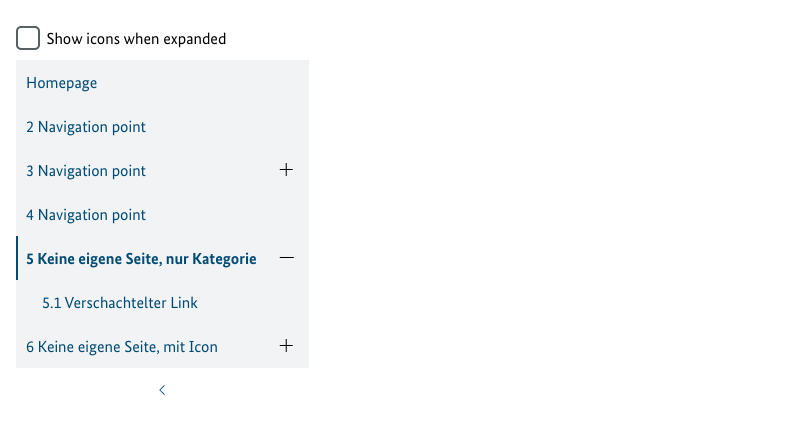 Show icons when expanded
Homepage
2 Navigation point
3 Navigation point
4 Navigation point
5 Keine eigene Seite, nur Kategorie
5.1 Verschachtelter Link
6 Keine eigene Seite, mit Icon